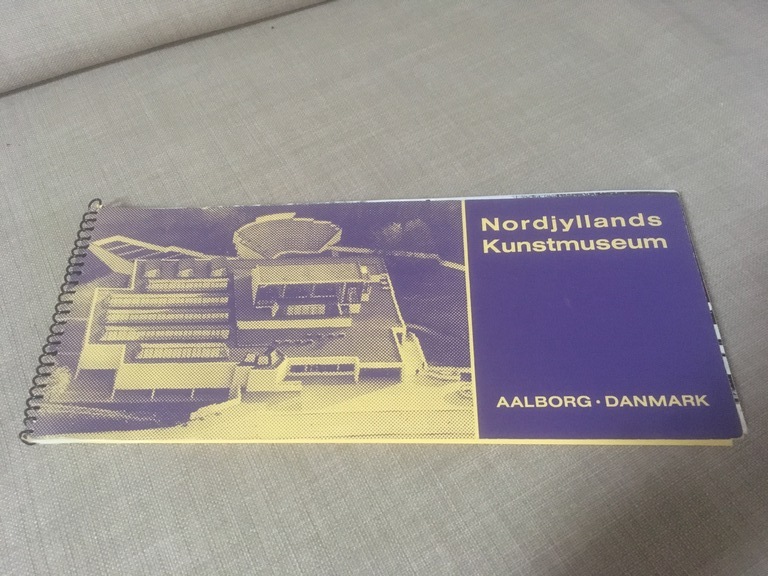 Nordjyllands
Kunstmuseum
AALBORG · DANMARK